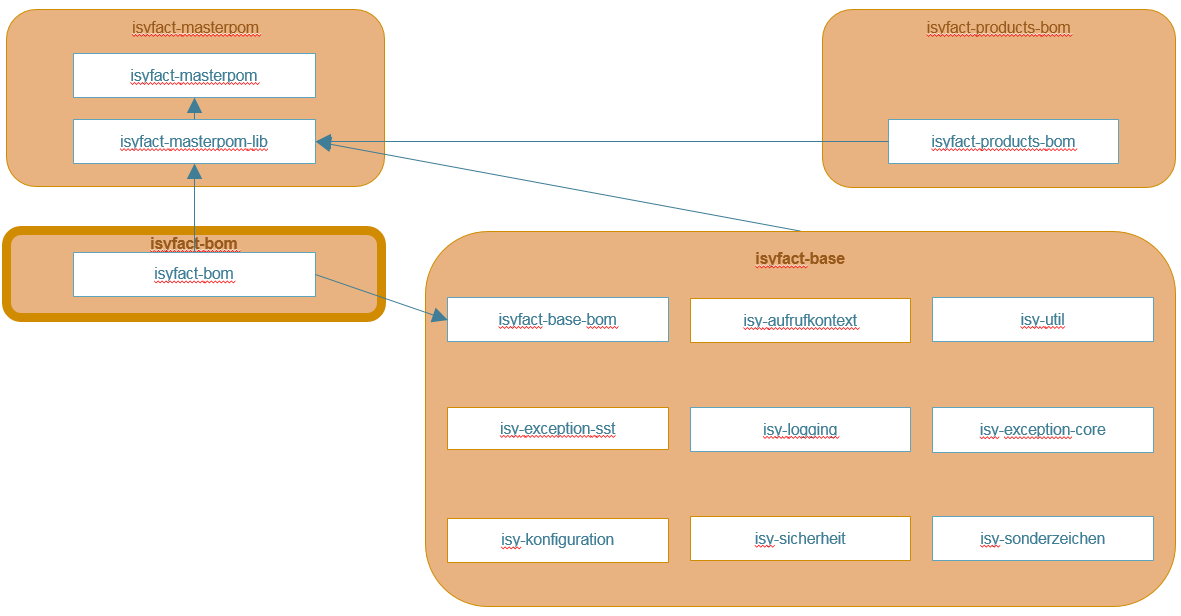 isyfact-masterpom
isyfact-masterpom
isyfact-masterpom-lib
isyfact-products-bom
isyfact-products-bom
isyfact-bom
isyfact-bom
isyfact-base
isyfact-base-bom
isy-aufrufkontext
isy-util
isy-exception-sst
isy-logging
isy-exception-core
isy-konfiguration
isy-sicherheit
isy-sonderzeichen